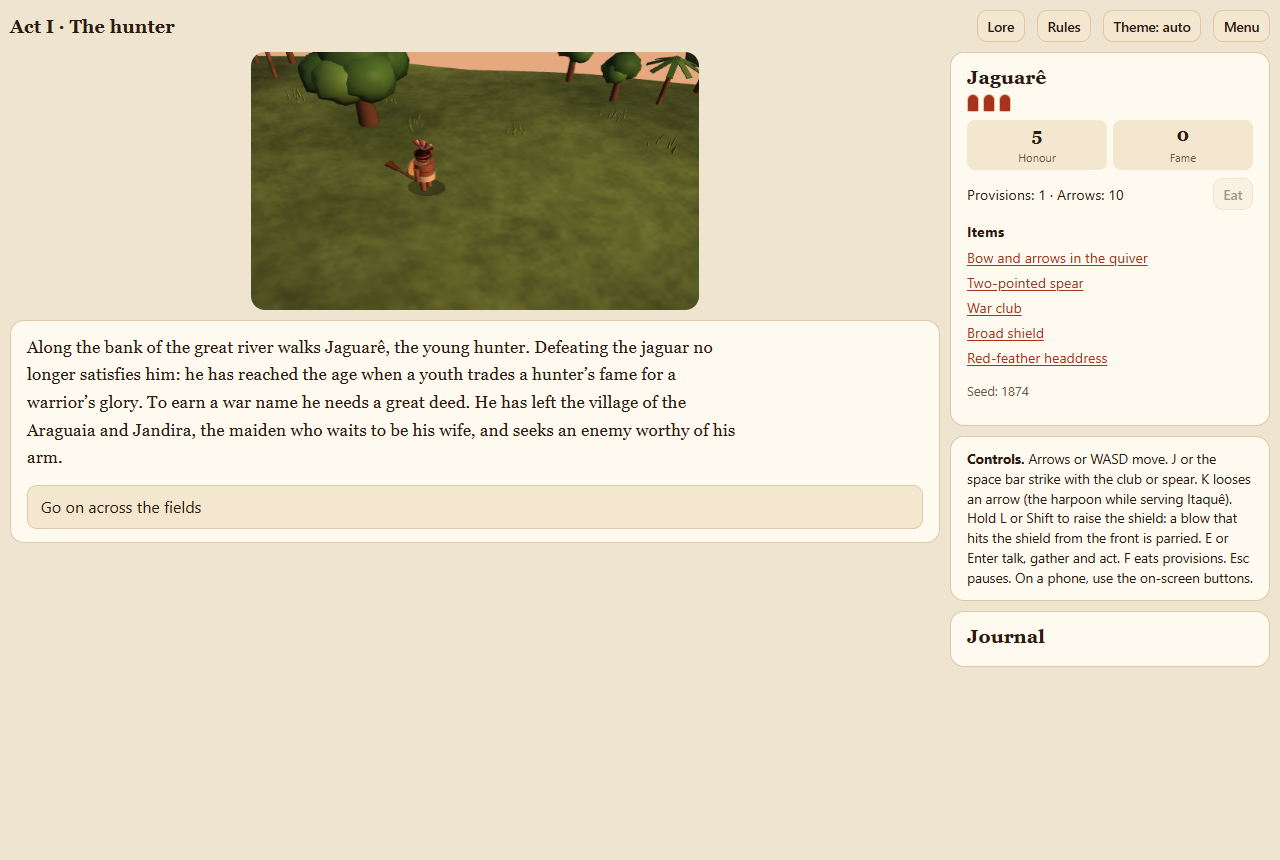 Act I · The hunter
Lore
Rules
Theme: auto
Menu
Along the bank of the great river walks Jaguarê, the young hunter. Defeating the jaguar no
longer satisfies him: he has reached the age when a youth trades a hunter’s fame for a
warrior’s glory. To earn a war name he needs a great deed. He has left the village of the
Araguaia and Jandira, the maiden who waits to be his wife, and seeks an enemy worthy of his
arm.
Go on across the fields
Jaguarê
5
Honour
0
Fame
Provisions: 1 · Arrows: 10
Eat
Items
Bow and arrows in the quiver
Two-pointed spear
War club
Broad shield
Red-feather headdress
Seed: 1874
Controls. Arrows or WASD move. J or the
space bar strike with the club or spear. K looses
an arrow (the harpoon while serving Itaquê).
Hold L or Shift to raise the shield: a blow that
hits the shield from the front is parried. E or
Enter talk, gather and act. F eats provisions. Esc
pauses. On a phone, use the on-screen buttons.
Journal